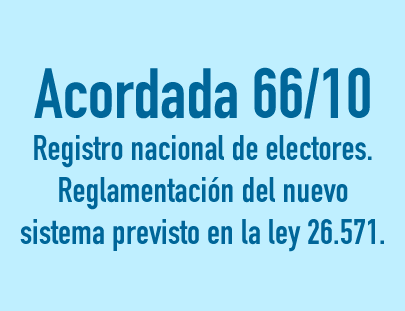 Acordada 66/10
Registro nacional de electores.
Reglamentación del nuevo
sistema previsto en la ley 26.571.